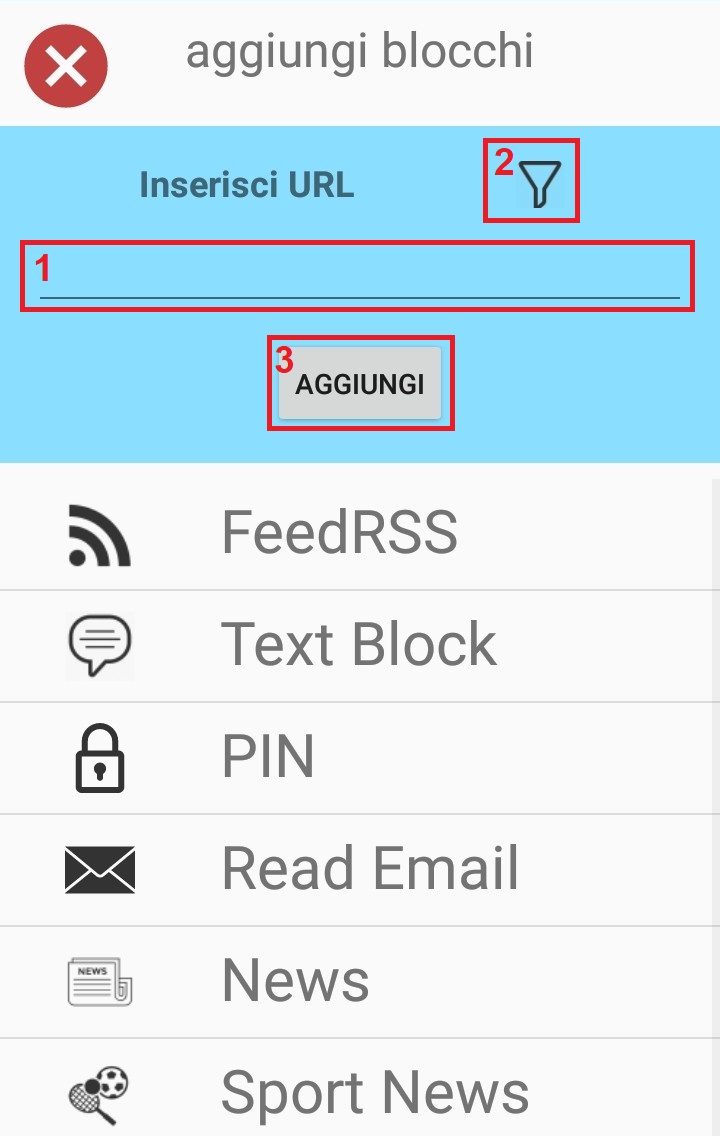 aggiungi blocchi
Inserisci URL
2
1
3
AGGIUNGI
FeedRSS
Text Block
PIN
Read Email
NEWS
News
Sport News